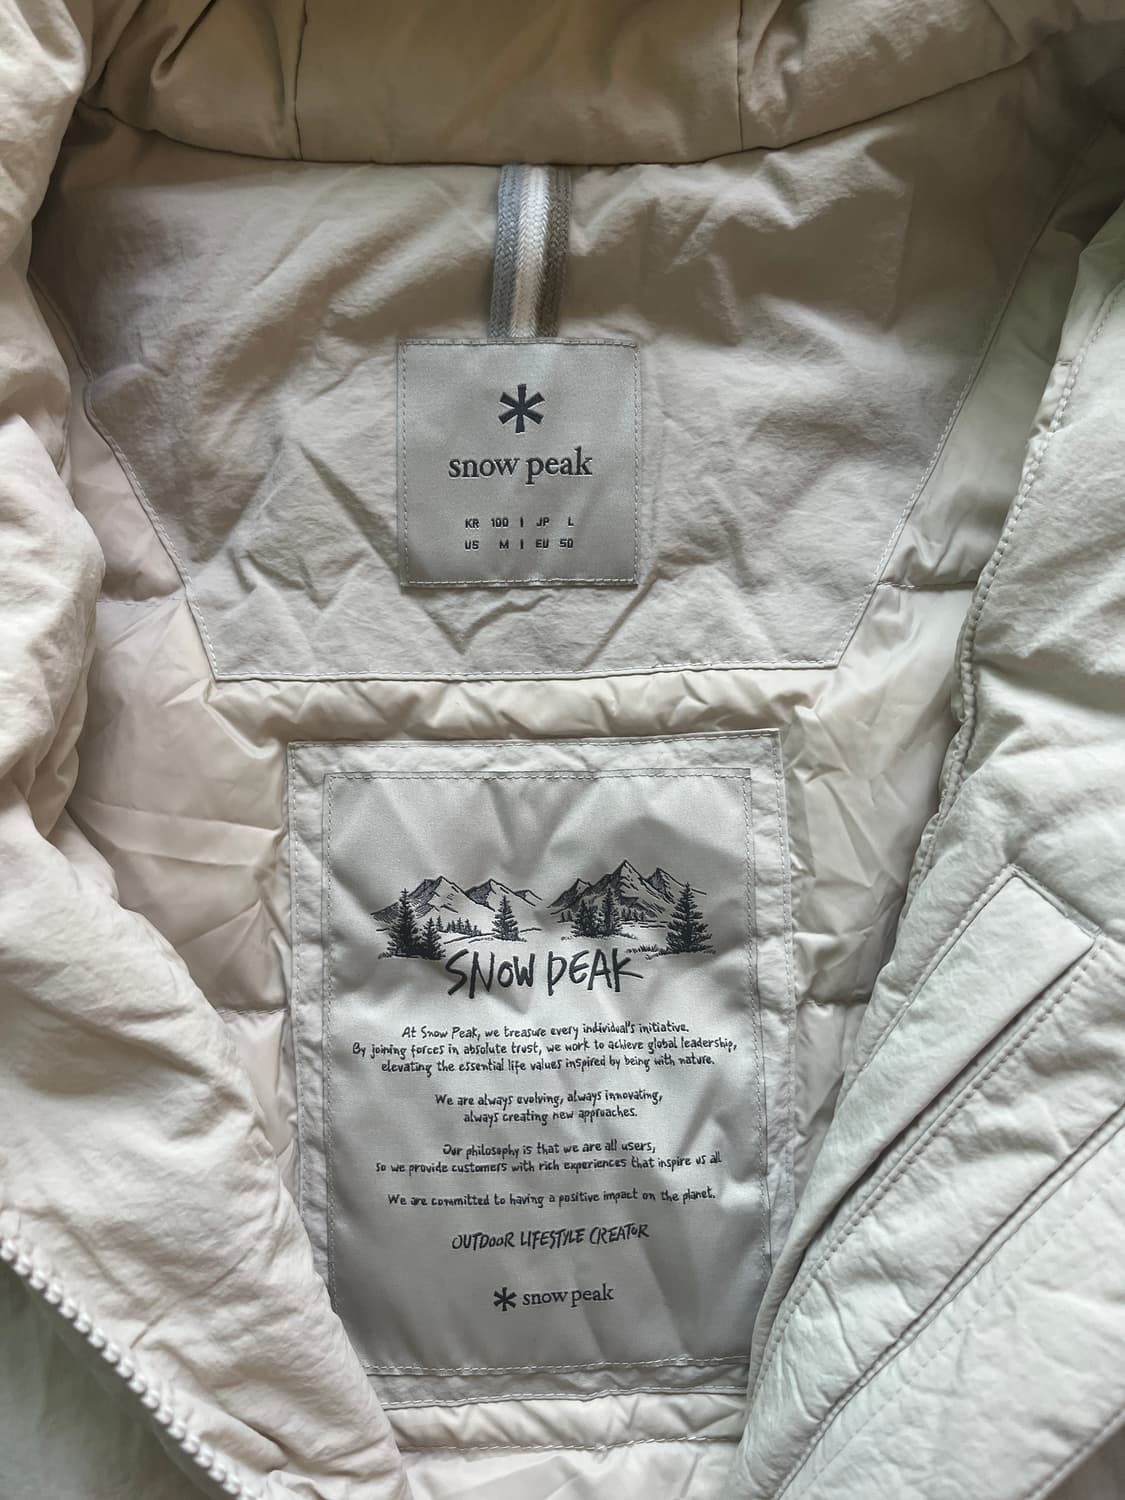 snow peak
KR 100 | JP L
US M | EU 50
SNOW PEAK
At Snow Peak, we treasure every individual's initiative.
By joining forces in absolute trust, we work to achieve global leadership,
elevating the essential life values inspired by being with nature.
We are always evolving, always innovating,
always creating new approaches.
Our philosophy is that we are all users,
so we provide customers with rich experiences that inspire us all
We are committed to having a positive impact on the planet.
OUTDOOR LIFESTYLE CREATOR
snow peak